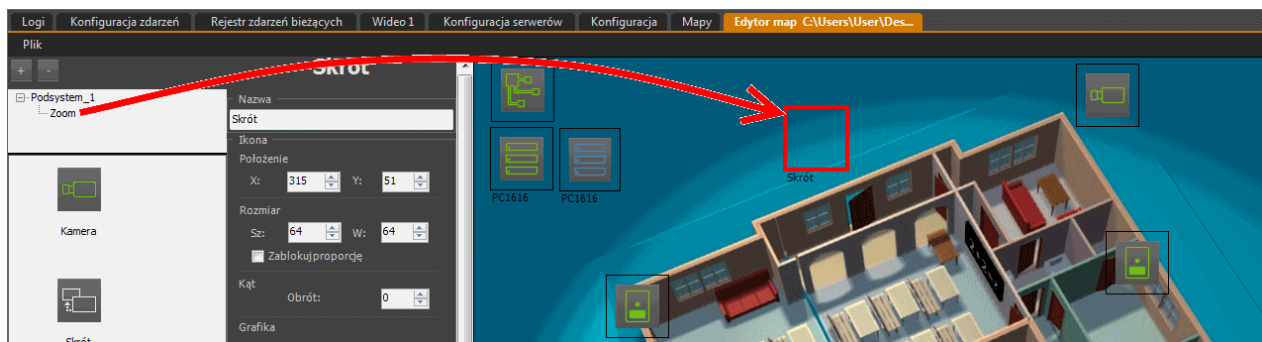 Logi Konfiguracja zdarzeń Rejestr zdarzeń bieżących Wideo 1 Konfiguracja serwerów Konfiguracja Mapy Edytor map C:\Users\User\Des...
Plik
+ -
Skrót
Podsystem_1
Zoom
Nazwa
Skrót
Ikona
Położenie
X: 315 Y: 51
Rozmiar
Sz: 64 W: 64
Zablokuj proporcję
Kąt
Obrót: 0
Grafika
Kamera
Skrót
PC1616 PC1616
Skrót